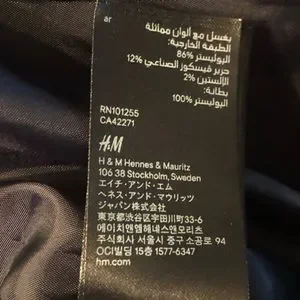 ar
يغسل مع ألوان مماثلة
الطبقة الخارجية:
البوليستر 86%
حرير فيسكوز الصناعي 12%
الألستين 2%
بطانة:
البوليستر 100%
RN101255
CA42271
H&M
H & M Hennes & Mauritz
106 38 Stockholm, Sweden
エイチ・アンド・エム
ヘネス・アンド・マウリッツ
ジャパン株式会社
東京都渋谷区宇田川町33-6
에이치앤엠헤네스앤모리츠
주식회사 서울시 중구 소공로 94
OCI빌딩 15층 1577-6347
hm.com